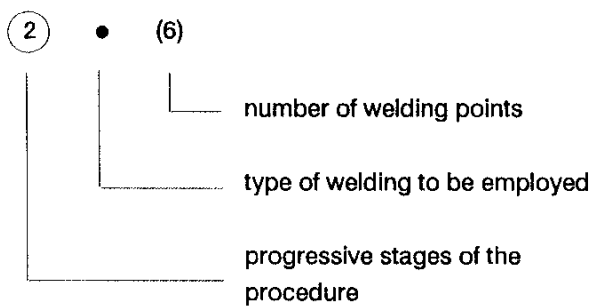 2 ● (6)
number of welding points
type of welding to be employed
progressive stages of the
procedure